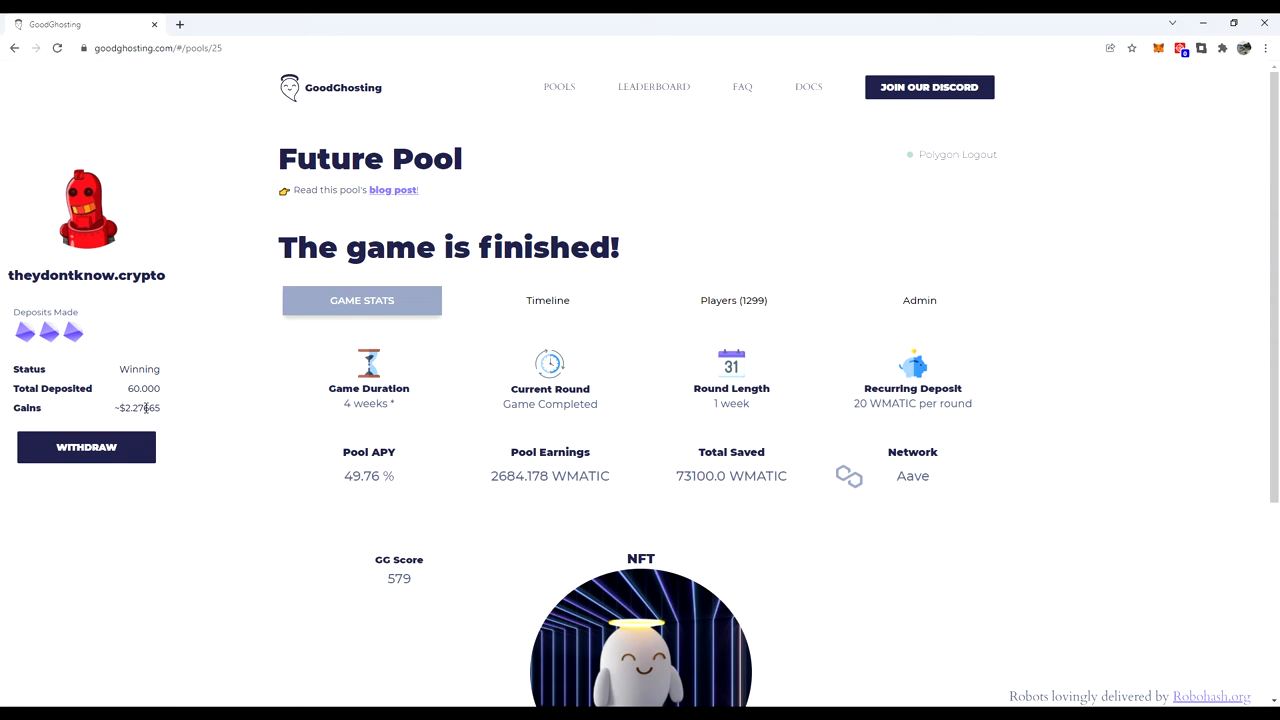 GoodGhosting
goodghosting.com/#/pools/25
GoodGhosting
POOLS
LEADERBOARD
FAQ
DOCS
JOIN OUR DISCORD
Future Pool
Polygon Logout
👉 Read this pool's blog post!
The game is finished!
theydontknow.crypto
Deposits Made
Status Winning
Total Deposited 60.000
Gains
WITHDRAW
GAME STATS
Timeline
Players (1299)
Admin
31
Game Duration
4 weeks *
Current Round
Game Completed
Round Length
1 week
Recurring Deposit
20 WMATIC per round
Pool APY
49.76 %
Pool Earnings
2684.178 WMATIC
Total Saved
73100.0 WMATIC
Network
Aave
GG Score
579
NFT
Robots lovingly delivered by Robohash.org